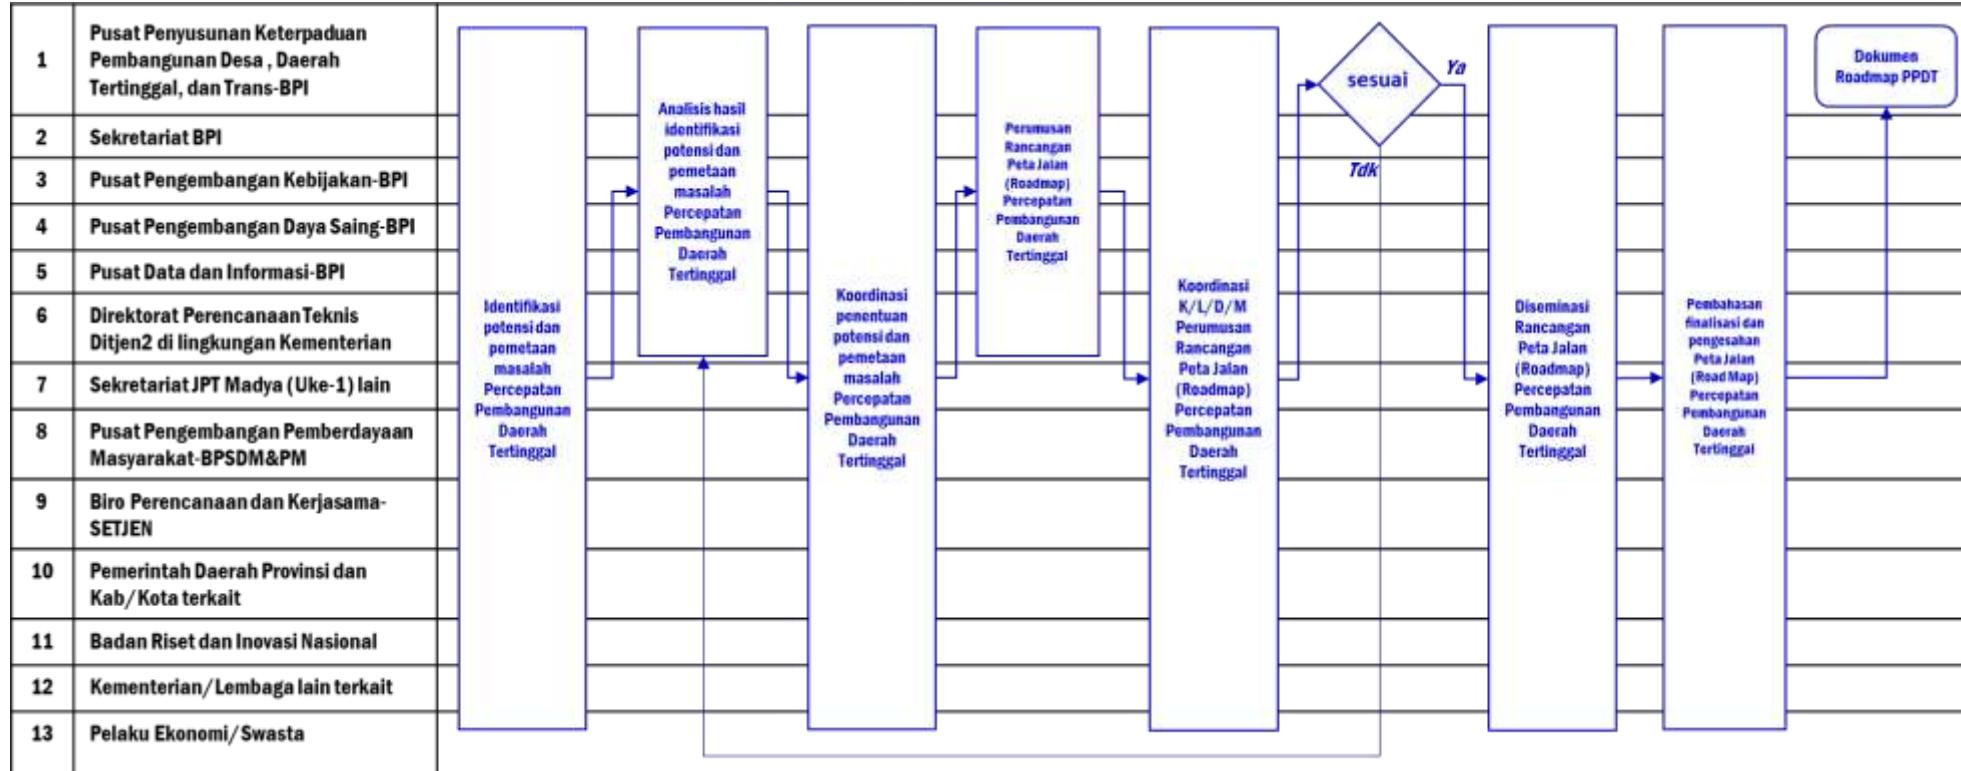 1
Pusat Penyusunan Keterpaduan
Pembangunan Desa , Daerah
Tertinggal, dan Trans-BPI
2
Sekretariat BPI
3
Pusat Pengembangan Kebijakan-BPI
4
Pusat Pengembangan Daya Saing-BPI
5
Pusat Data dan Informasi-BPI
6
Direktorat Perencanaan Teknis
Ditjen2 di lingkungan Kementerian
7
Sekretariat JPT Madya (Uke-1) lain
8
Pusat Pengembangan Pemberdayaan
Masyarakat-BPSDM&PM
9
Biro Perencanaan dan Kerjasama-
SETJEN
10
Pemerintah Daerah Provinsi dan
Kab/Kota terkait
11
Badan Riset dan Inovasi Nasional
12
Kementerian/Lembaga lain terkait
13
Pelaku Ekonomi/Swasta
Identifikasi
potensi dan
pemetaan
masalah
Percepatan
Pembangunan
Daerah
Tertinggal
Analisis hasil
identifikasi
potensi dan
pemetaan
masalah
Percepatan
Pembangunan
Daerah
Tertinggal
Koordinasi
penentuan
potensi dan
pemetaan
masalah
Percepatan
Pembangunan
Daerah
Tertinggal
Perumusan
Rancangan
Peta Jalan
(Roadmap)
Percepatan
Pembangunan
Daerah
Tertinggal
Koordinasi
K/L/D/M
Perumusan
Rancangan
Peta Jalan
(Roadmap)
Percepatan
Pembangunan
Daerah
Tertinggal
sesuai
Ya
Tdk
Diseminasi
Rancangan
Peta Jalan
(Roadmap)
Percepatan
Pembangunan
Daerah
Tertinggal
Pembahasan
finalisasi dan
pengesahan
Peta Jalan
(Road Map)
Percepatan
Pembangunan
Daerah
Tertinggal
Dokumen
Roadmap PPDT